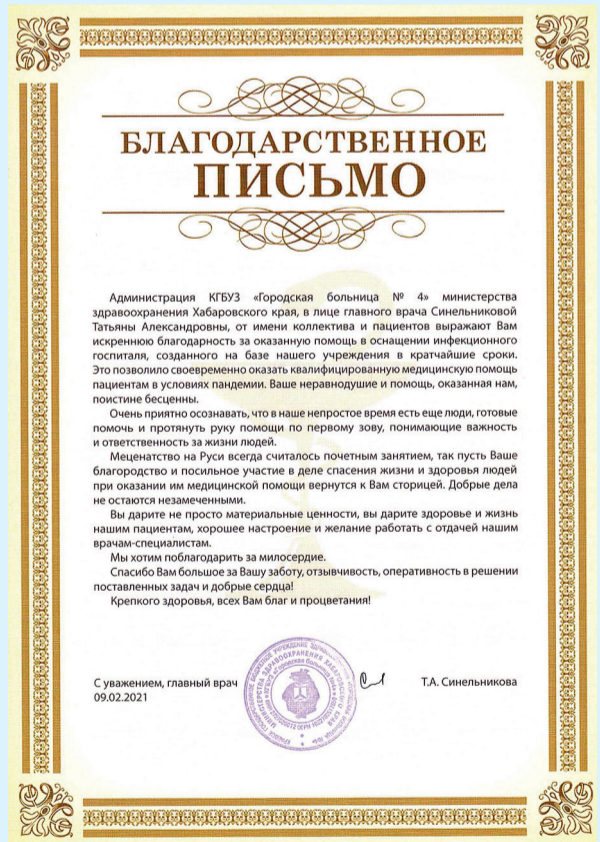 БЛАГОДАРСТВЕННОЕ
ПИСЬМО
Администрация КГБУЗ «Городская больница № 4» министерства
здравоохранения Хабаровского края, в лице главного врача Синельниковой
Татьяны Александровны, от имени коллектива и пациентов выражают Вам
искреннюю благодарность за оказанную помощь в оснащении инфекционного
госпиталя, созданного на базе нашего учреждения в кратчайшие сроки.
Это позволило своевременно оказать квалифицированную медицинскую помощь
пациентам в условиях пандемии. Ваше неравнодушие и помощь, оказанная нам,
поистине бесценны.
Очень приятно осознавать, что в наше непростое время есть еще люди, готовые
помочь и протянуть руку помощи по первому зову, понимающие важность
и ответственность за жизни людей.
Меценатство на Руси всегда считалось почетным занятием, так пусть Ваше
благородство и посильное участие в деле спасения жизни и здоровья людей
при оказании им медицинской помощи вернутся к Вам сторицей. Добрые дела
не остаются незамеченными.
Вы дарите не просто материальные ценности, вы дарите здоровье и жизнь
нашим пациентам, хорошее настроение и желание работать с отдачей нашим
врачам-специалистам.
Мы хотим поблагодарить за милосердие.
Спасибо Вам большое за Вашу заботу, отзывчивость, оперативность в решении
поставленных задач и добрые сердца!
Крепкого здоровья, всех Вам благ и процветания!
С уважением, главный врач
Т.А. Синельникова
09.02.2021